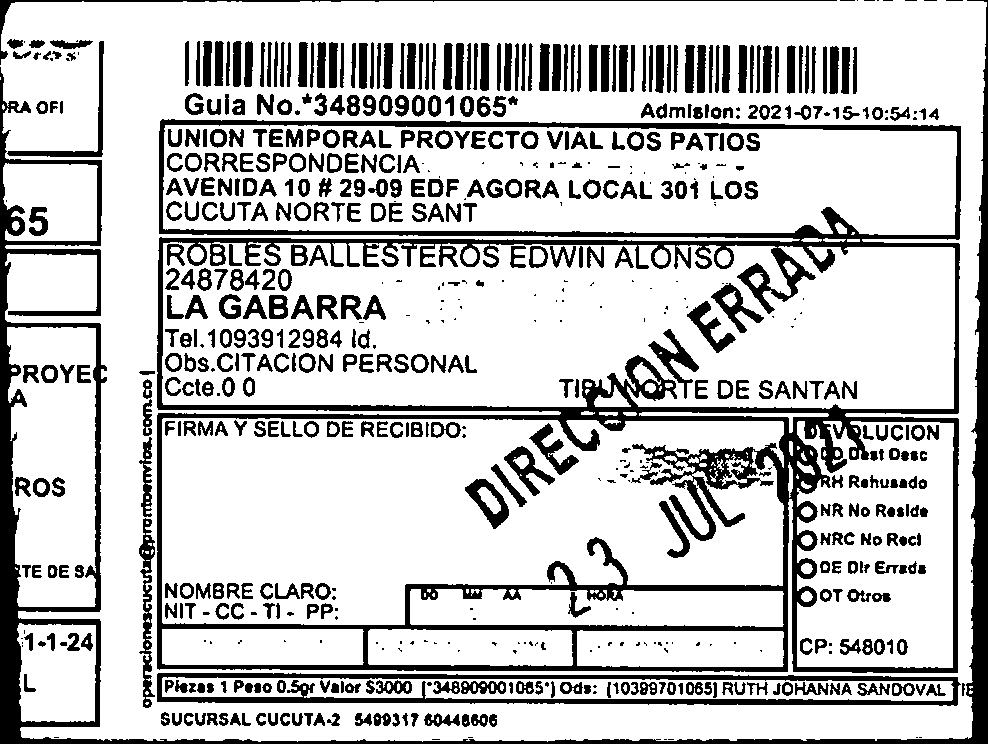 ORA OFI
65
PROYEC
A
ROS
RTE DE SA
1-1-24
L
Guia No.*348909001065*
Admision: 2021-07-15-10:54:14
UNION TEMPORAL PROYECTO VIAL LOS PATIOS
CORRESPONDENCIA
AVENIDA 10 # 29-09 EDF AGORA LOCAL 301 LOS
CUCUTA NORTE DE SANT
ROBLES BALLESTEROS EDWIN ALONSO
24878420
LA GABARRA
Tel.1093912984 Id.
Obs.CITACION PERSONAL
Ccte.0 0
TIBU NORTE DE SANTAN
DIRECCION ERRADA
23 JUL 2021
FIRMA Y SELLO DE RECIBIDO:
NOMBRE CLARO:
NIT - CC - TI - PP:
DD MM AA HORA
DEVOLUCION
DD Dest Desc
RH Rehusado
NR No Reside
NRC No Recl
DE Dir Errada
OT Otros
CP: 548010
operacionescucuta@prontoenvios.com.co
Piezas 1 Peso 0.5gr Valor $3000 [*348909001065*] Ods: [10399701065] RUTH JOHANNA SANDOVAL TIE
SUCURSAL CUCUTA-2 5499317 60448606